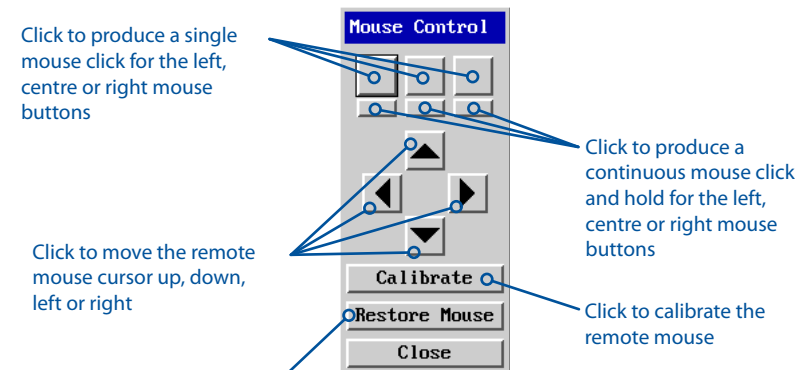 Mouse Control
Click to produce a single
mouse click for the left,
centre or right mouse
buttons
Click to produce a
continuous mouse click
and hold for the left,
centre or right mouse
buttons
Click to move the remote
mouse cursor up, down,
left or right
Calibrate
Click to calibrate the
remote mouse
Restore Mouse
Close